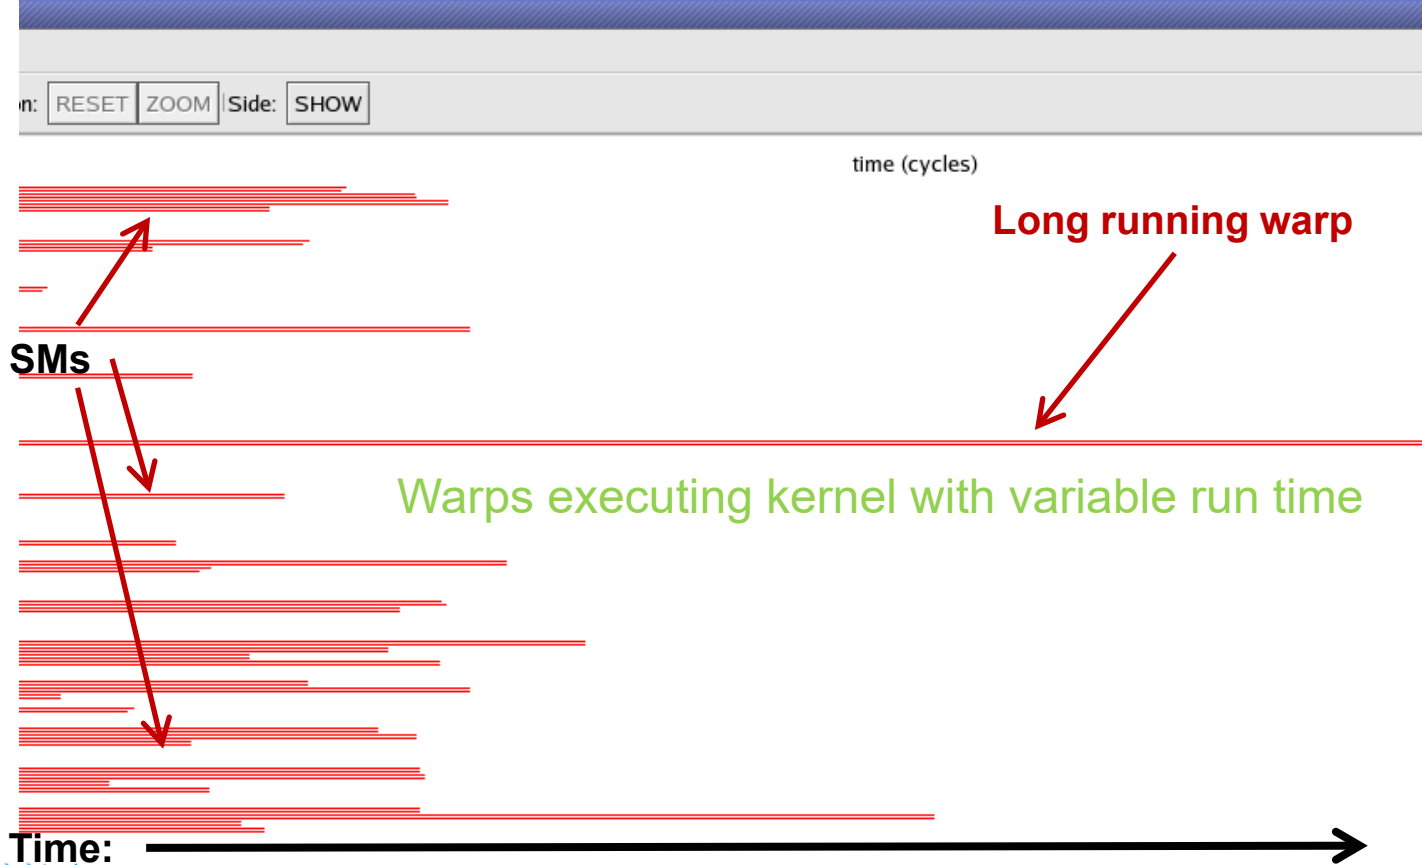 n: RESET ZOOM Side: SHOW
time (cycles)
Long running warp
SMs
Warps executing kernel with variable run time
Time: